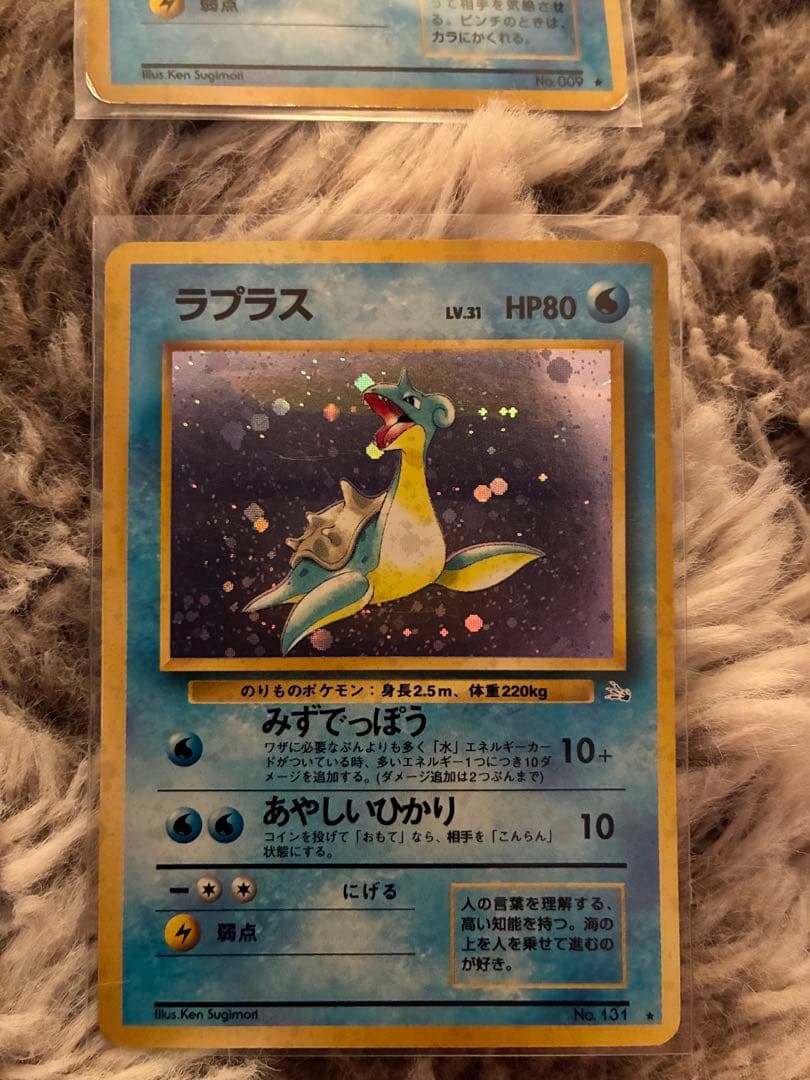 って相手を気絶させ
る。ピンチのときは、
カラにかくれる。
弱点
Illus.Ken Sugimori
No.009
ラプラス
LV.31 HP80
のりものポケモン：身長2.5m、体重220kg
みずでっぽう
ワザに必要なぶんよりも多く「水」エネルギーカー
ドがついている時、多いエネルギー1つにつき10ダ
メージを追加する。(ダメージ追加は2つぶんまで)
10+
あやしいひかり
コインを投げて「おもて」なら、相手を「こんらん」
状態にする。
10
にげる
弱点
人の言葉を理解する、
高い知能を持つ。海の
上を人を乗せて進むの
が好き。
Illus.Ken Sugimori
No.131